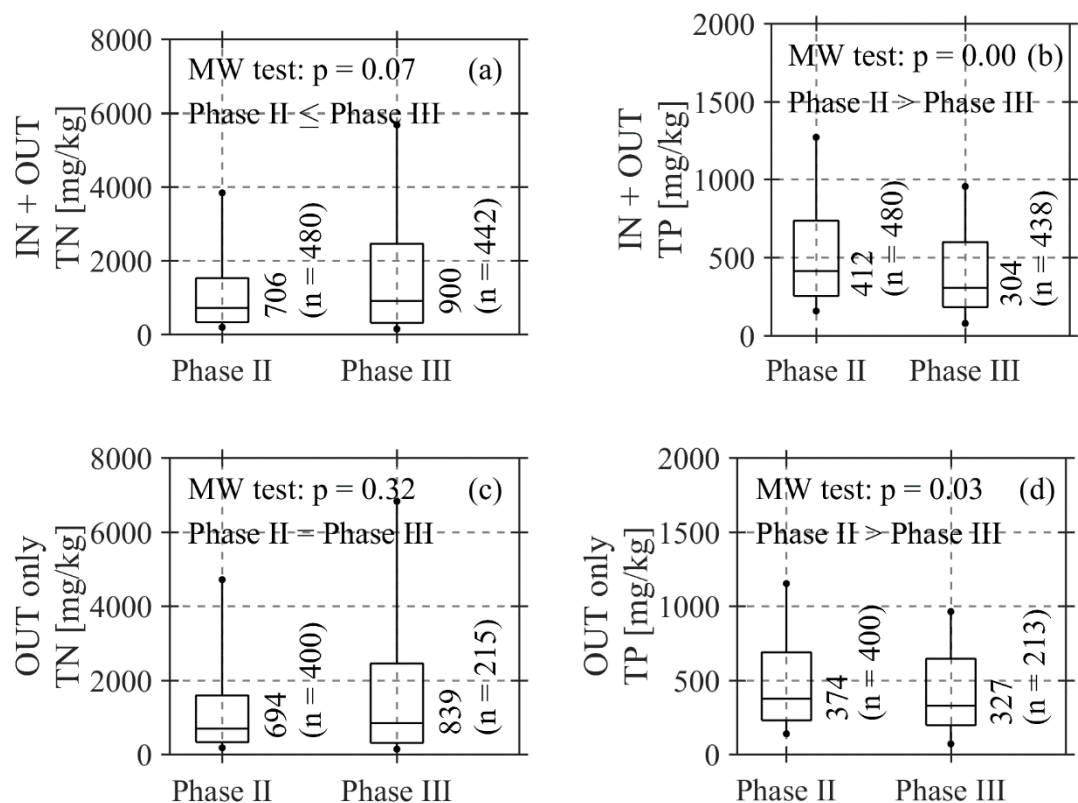 8000
6000
4000
2000
0
IN + OUT
TN [mg/kg]
MW test: p = 0.07 (a)
Phase II ≤ Phase III
706
(n = 480)
900
(n = 442)
Phase II Phase III
2000
1500
1000
500
0
IN + OUT
TP [mg/kg]
MW test: p = 0.00 (b)
Phase II > Phase III
412
(n = 480)
304
(n = 438)
Phase II Phase III
8000
6000
4000
2000
0
OUT only
TN [mg/kg]
MW test: p = 0.32 (c)
Phase II = Phase III
694
(n = 400)
839
(n = 215)
Phase II Phase III
2000
1500
1000
500
0
OUT only
TP [mg/kg]
MW test: p = 0.03 (d)
Phase II > Phase III
374
(n = 400)
327
(n = 213)
Phase II Phase III